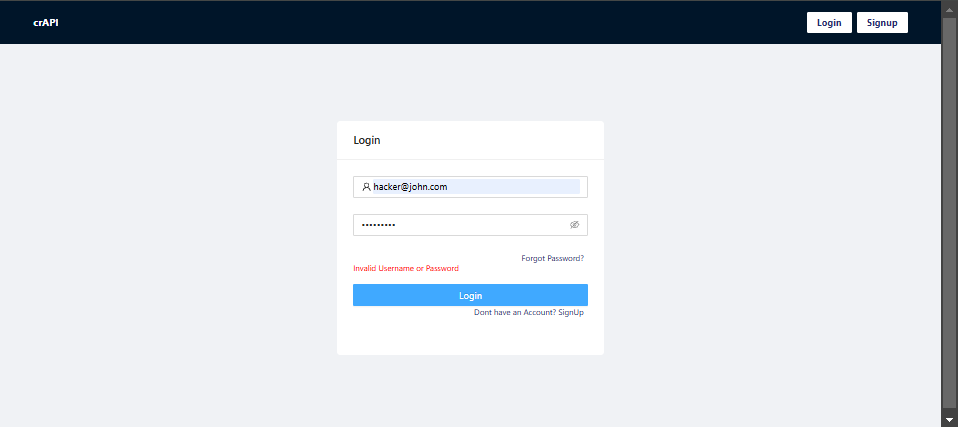 crAPI
Login Signup
Login
hacker@john.com
•••••••••
Forgot Password?
Invalid Username or Password
Login
Dont have an Account? SignUp